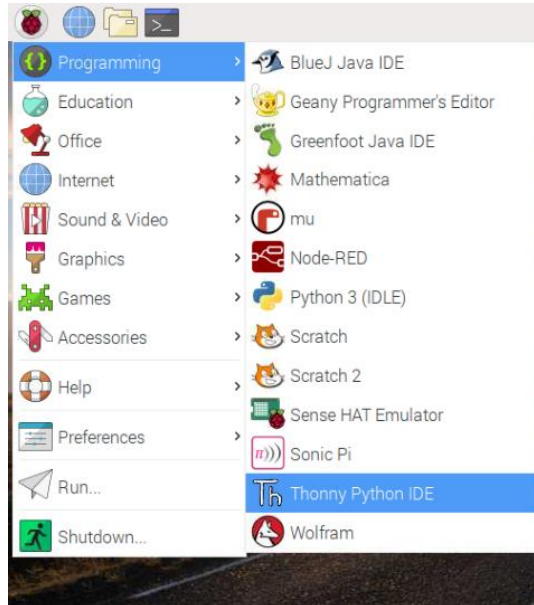 Programming
Education
Office
Internet
Sound & Video
Graphics
Games
Accessories
Help
Preferences
Run...
Shutdown...
BlueJ Java IDE
Geany Programmer's Editor
Greenfoot Java IDE
Mathematica
mu
Node-RED
Python 3 (IDLE)
Scratch
Scratch 2
Sense HAT Emulator
π))) Sonic Pi
Th Thonny Python IDE
Wolfram